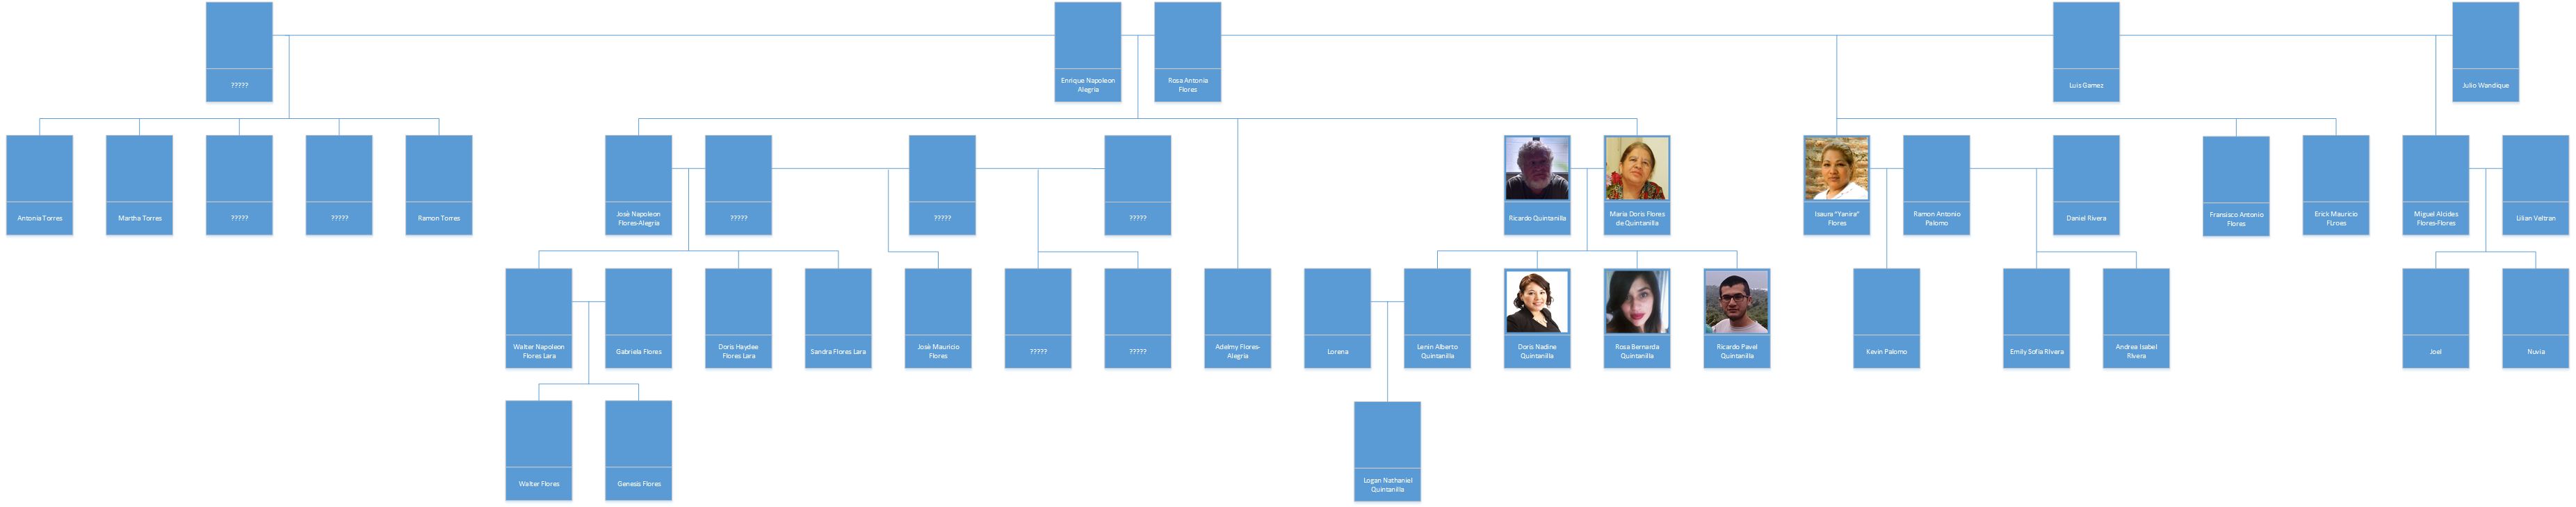 ?????
Enrique Napoleon
Alegria
Rosa Antonia
Flores
Luis Gamez
Julio Wandique
Antonia Torres
Martha Torres
?????
?????
Ramon Torres
Josè Napoleon
Flores-Alegria
?????
?????
?????
Ricardo Quintanilla
Maria Doris Flores
de Quintanilla
Isaura "Yanira"
Flores
Ramon Antonio
Palomo
Daniel Rivera
Fransisco Antonio
Flores
Erick Mauricio
FLroes
Miguel Alcides
Flores-Flores
Lilian Veltran
Walter Napoleon
Flores Lara
Gabriela Flores
Doris Haydee
Flores Lara
Sandra Flores Lara
Josè Mauricio
Flores
?????
?????
Adelmy Flores-
Alegria
Lorena
Lenin Alberto
Quintanilla
Doris Nadine
Quintanilla
Rosa Bernarda
Quintanilla
Ricardo Pavel
Quintanilla
Kevin Palomo
Emily Sofia Rivera
Andrea Isabel
Rivera
Joel
Nuvia
Walter Flores
Genesis Flores
Logan Nathaniel
Quintanilla